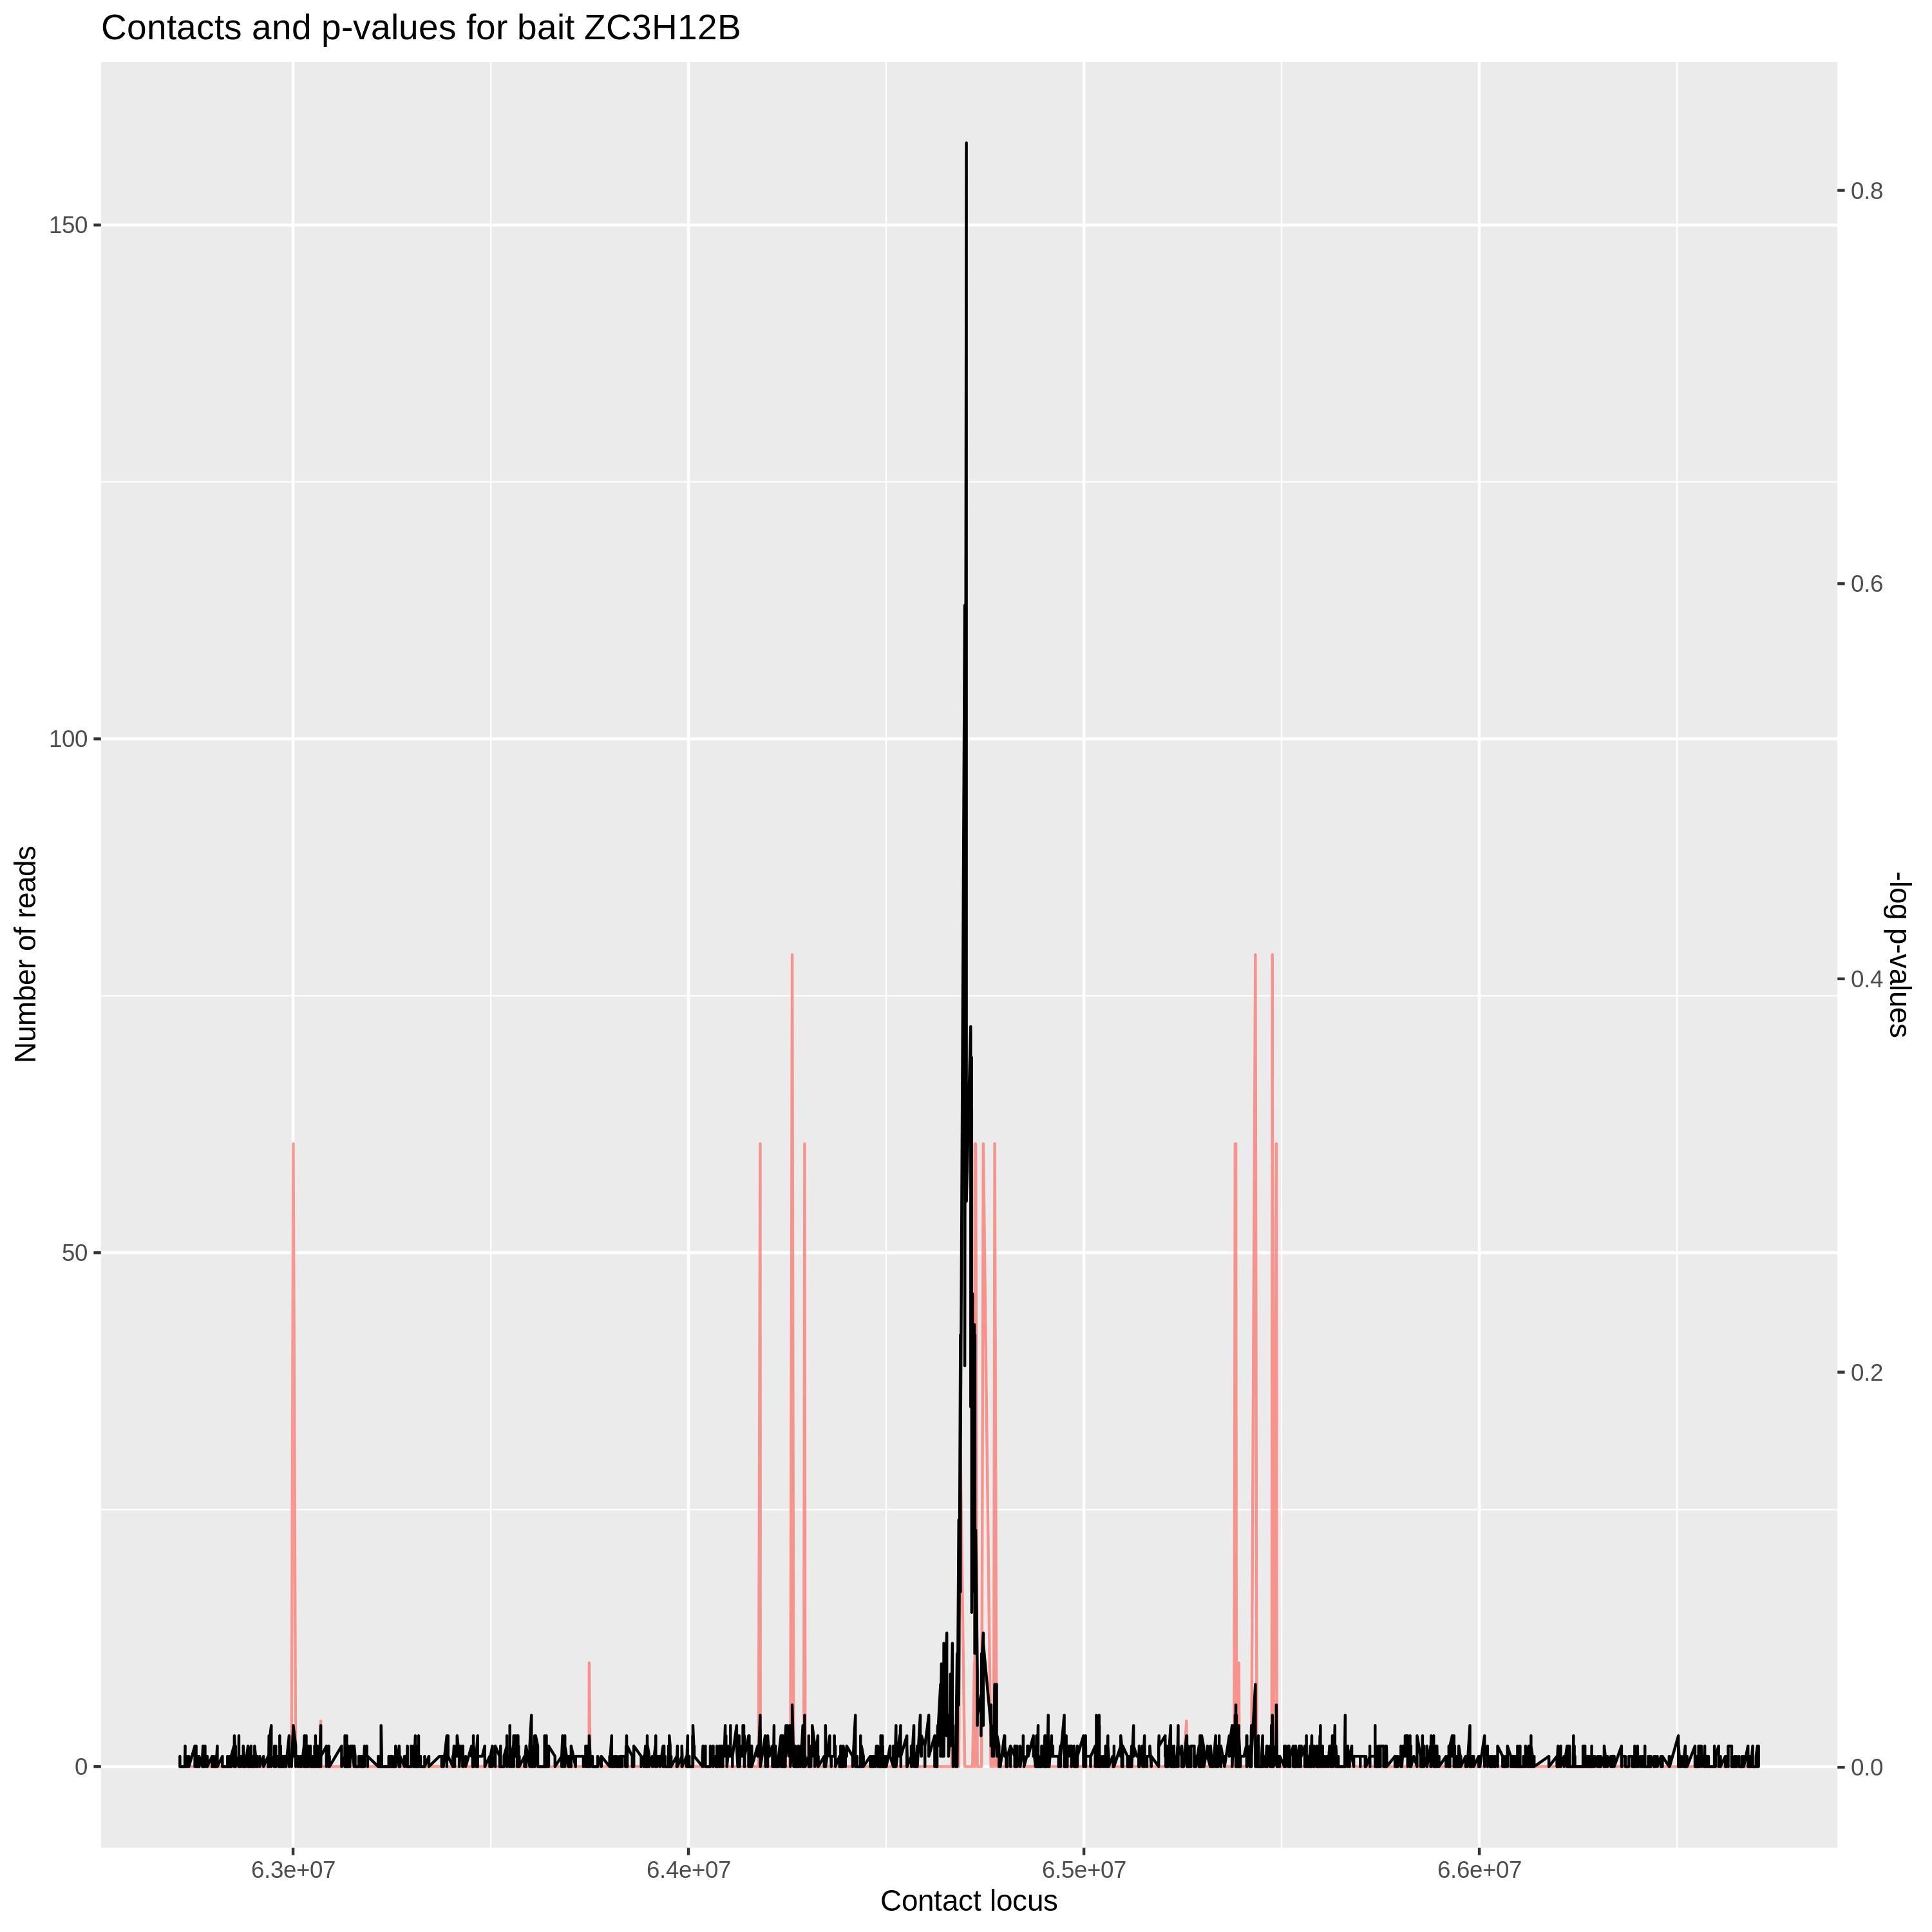 Contacts and p-values for bait ZC3H12B
150
100
50
0
Number of reads
0.8
0.6
0.4
0.2
0.0
-log p-values
6.3e+07
6.4e+07
6.5e+07
6.6e+07
Contact locus